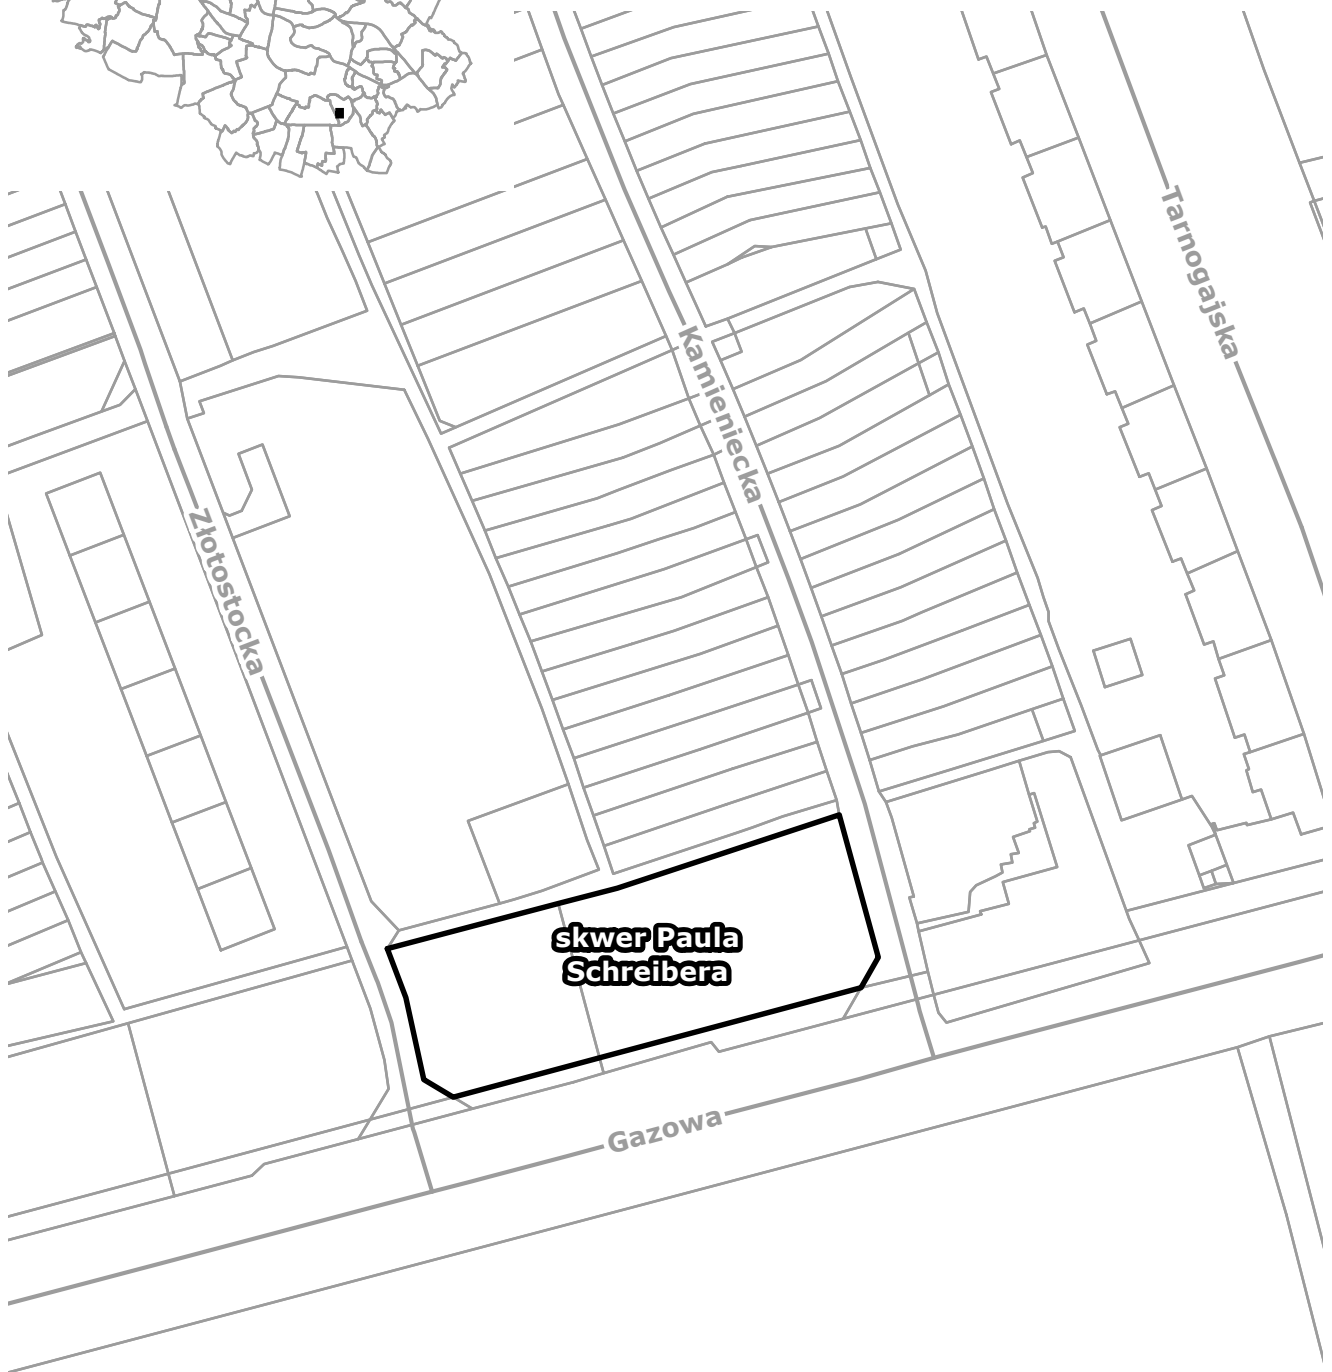 Tarnogajska
Kamieniecka
Złotostocka
skwer Paula
Schreibera
Gazowa